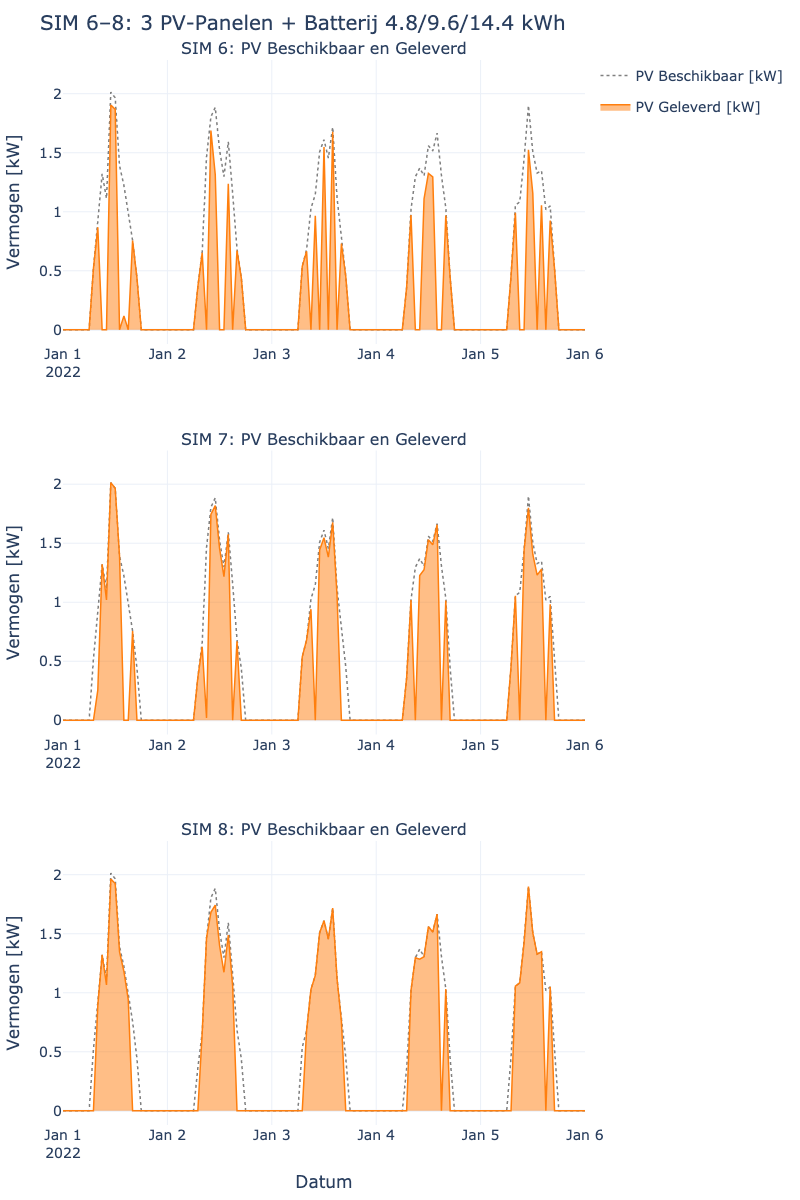 SIM 6–8: 3 PV-Panelen + Batterij 4.8/9.6/14.4 kWh
SIM 6: PV Beschikbaar en Geleverd
PV Beschikbaar [kW]
PV Geleverd [kW]
Vermogen [kW]
2
1.5
1
0.5
0
Jan 1
2022
Jan 2
Jan 3
Jan 4
Jan 5
Jan 6
SIM 7: PV Beschikbaar en Geleverd
Vermogen [kW]
2
1.5
1
0.5
0
Jan 1
2022
Jan 2
Jan 3
Jan 4
Jan 5
Jan 6
SIM 8: PV Beschikbaar en Geleverd
Vermogen [kW]
2
1.5
1
0.5
0
Jan 1
2022
Jan 2
Jan 3
Jan 4
Jan 5
Jan 6
Datum